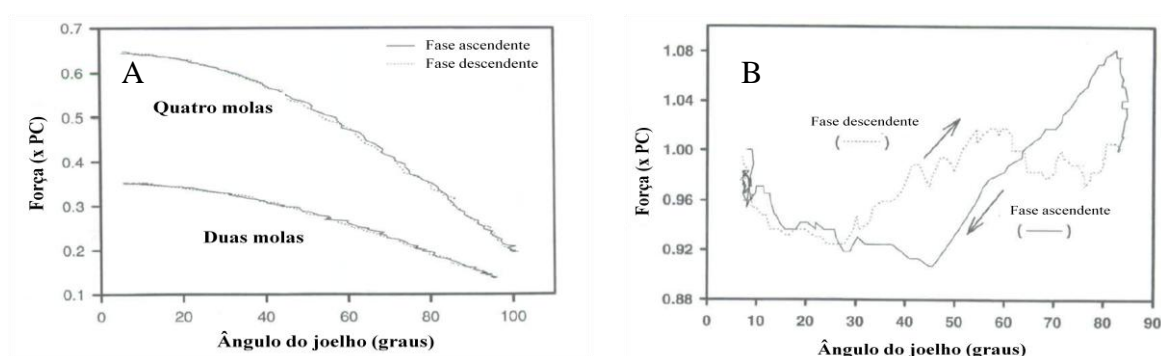 A
Força (x PC)
0.7
0.6
0.5
0.4
0.3
0.2
0.1
Fase ascendente
Fase descendente
Quatro molas
Duas molas
0 20 40 60 80 100
Ângulo do joelho (graus)
B
Força (x PC)
1.08
1.04
1.00
0.96
0.92
0.88
Fase descendente
( )
Fase ascendente
( )
0 10 20 30 40 50 60 70 80 90
Ângulo do joelho (graus)